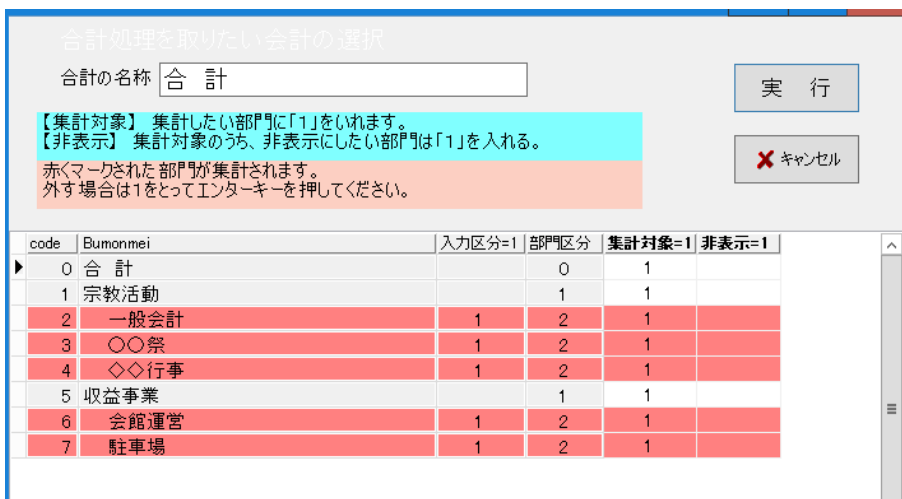 合計処理を取りたい会計の選択
合計の名称 合　計
実　行
【集計対象】 集計したい部門に「1」をいれます。
【非表示】 集計対象のうち、非表示にしたい部門は「1」を入れる。
キャンセル
赤くマークされた部門が集計されます。
外す場合は1をとってエンターキーを押してください。
code Bumonmei 入力区分=1 部門区分 集計対象=1 非表示=1
0 合　計 0 1
1 宗教活動 1 1
2 一般会計 1 2 1
3 〇〇祭 1 2 1
4 ◇◇行事 1 2 1
5 収益事業 1 1
6 会館運営 1 2 1
7 駐車場 1 2 1